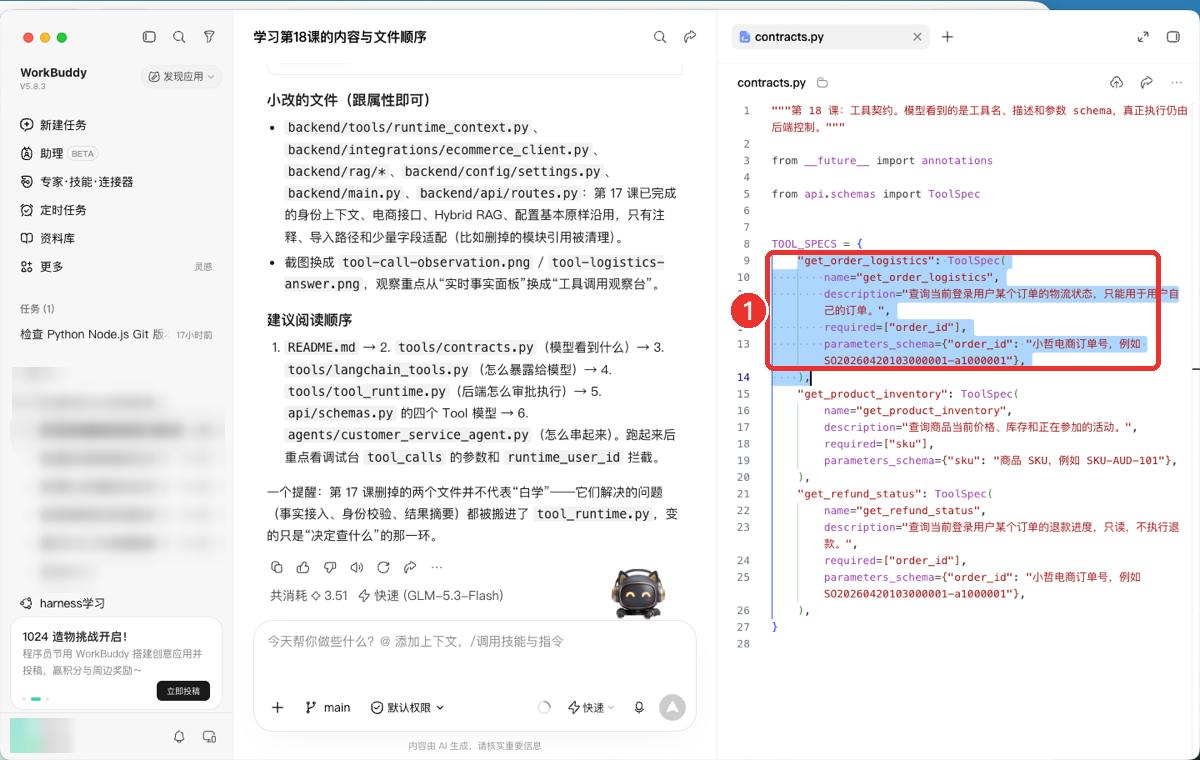 WorkBuddy
V5.8.3
发现应用
新建任务
助理 BETA
专家·技能·连接器
定时任务
资料库
更多
灵感
任务 (1)
检查 Python Node.js Git 版
17小时前
harness学习
1024 造物挑战开启！
程序员节用 WorkBuddy 搭建创意应用并
投稿，赢积分与周边奖励～
立即投稿
学习第18课的内容与文件顺序
小改的文件（跟属性即可）
• backend/tools/runtime_context.py 、
backend/integrations/ecommerce_client.py 、
backend/rag/* 、 backend/config/settings.py 、
backend/main.py 、 backend/api/routes.py ：第 17 课已完成
的身份上下文、电商接口、Hybrid RAG、配置基本原样沿用，只有注
释、导入路径和少量字段适配（比如删掉的模块引用被清理）。
• 截图换成 tool-call-observation.png / tool-logistics-
answer.png ，观察重点从“实时事实面板”换成“工具调用观察台”。
建议阅读顺序
1. README.md → 2. tools/contracts.py （模型看到什么）→ 3.
tools/langchain_tools.py （怎么暴露给模型）→ 4.
tools/tool_runtime.py （后端怎么审批执行）→ 5.
api/schemas.py 的四个 Tool 模型 → 6.
agents/customer_service_agent.py （怎么串起来）。跑起来后
重点看调试台 tool_calls 的参数和 runtime_user_id 拦截。
一个提醒：第 17 课删掉的两个文件并不代表“白学”——它们解决的问题
（事实接入、身份校验、结果摘要）都被搬进了 tool_runtime.py ，变
的只是“决定查什么”的那一环。
共消耗 3.51 快速 (GLM-5.3-Flash)
今天帮你做些什么？@ 添加上下文，/调用技能与指令
main
默认权限
快速
内容由 AI 生成，请核实重要信息
contracts.py
contracts.py
1 """第 18 课：工具契约。模型看到的是工具名、描述和参数 schema，真正执行仍由
后端控制。"""
2
3 from __future__ import annotations
4
5 from api.schemas import ToolSpec
6
7
8 TOOL_SPECS = {
9 "get_order_logistics": ToolSpec(
10 name="get_order_logistics",
11 description="查询当前登录用户某个订单的物流状态，只能用于用户自
己的订单。",
1
required=["order_id"],
13 parameters_schema={"order_id": "小哲电商订单号，例如
SO20260420103000001-a1000001"},
14 ),
15 "get_product_inventory": ToolSpec(
16 name="get_product_inventory",
17 description="查询商品当前价格、库存和正在参加的活动。",
18 required=["sku"],
19 parameters_schema={"sku": "商品 SKU，例如 SKU-AUD-101"},
20 ),
21 "get_refund_status": ToolSpec(
22 name="get_refund_status",
23 description="查询当前登录用户某个订单的退款进度，只读，不执行退
款。",
24 required=["order_id"],
25 parameters_schema={"order_id": "小哲电商订单号，例如
SO20260420103000001-a1000001"},
26 ),
27 }
28